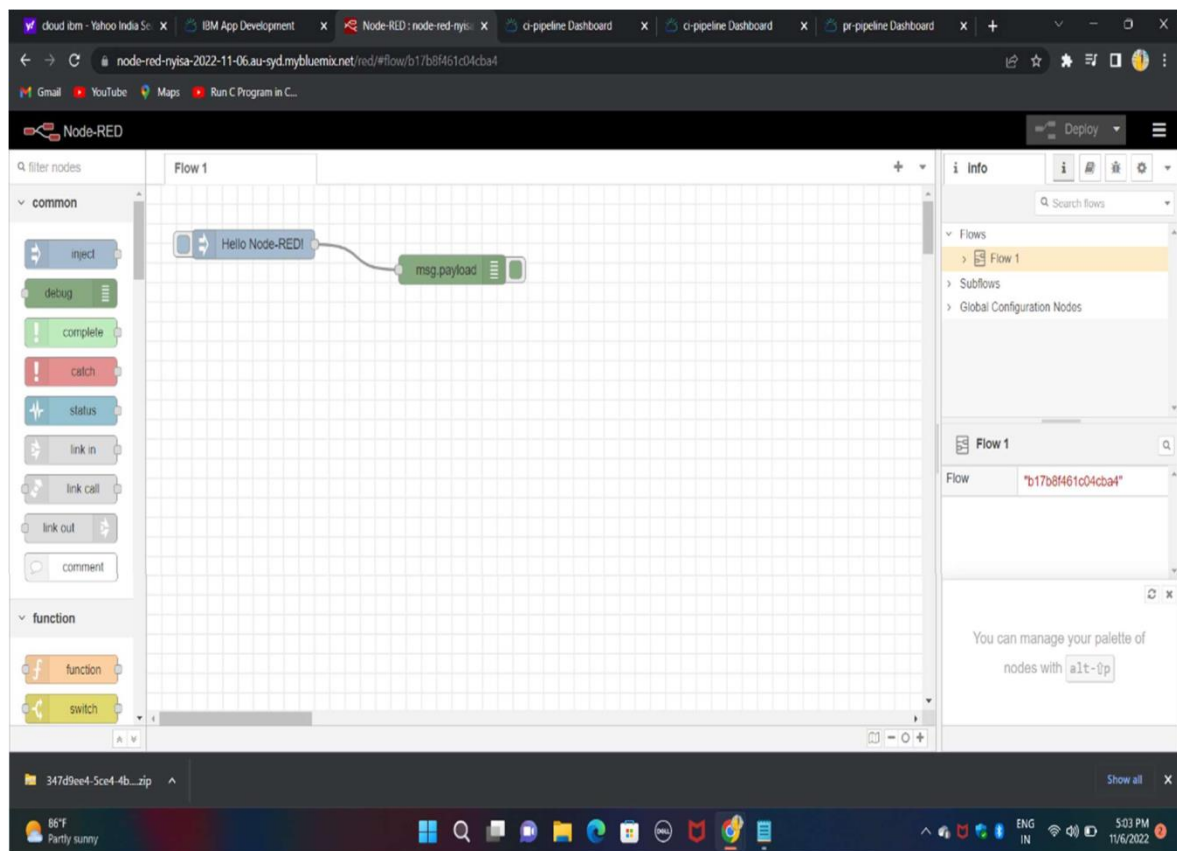 cloud ibm - Yahoo India Se
IBM App Development
Node-RED : node-red-nyis
ci-pipeline Dashboard
ci-pipeline Dashboard
pr-pipeline Dashboard
node-red-nyisa-2022-11-06.au-syd.mybluemix.net/red/#flow/b17b8f461c04cba4
Gmail
YouTube
Maps
Run C Program in C...
Node-RED
Deploy
filter nodes
Flow 1
i info
common
Search flows
inject
debug
complete
catch
status
link in
link call
link out
comment
function
function
switch
Hello Node-RED!
msg.payload
Flows
Flow 1
Subflows
Global Configuration Nodes
Flow 1
Flow
"b17b8f461c04cba4"
You can manage your palette of
nodes with alt-⇧p
347d9ee4-5ce4-4b....zip
Show all
86°F
Partly sunny
DELL
ENG
IN
5:03 PM
11/6/2022
2